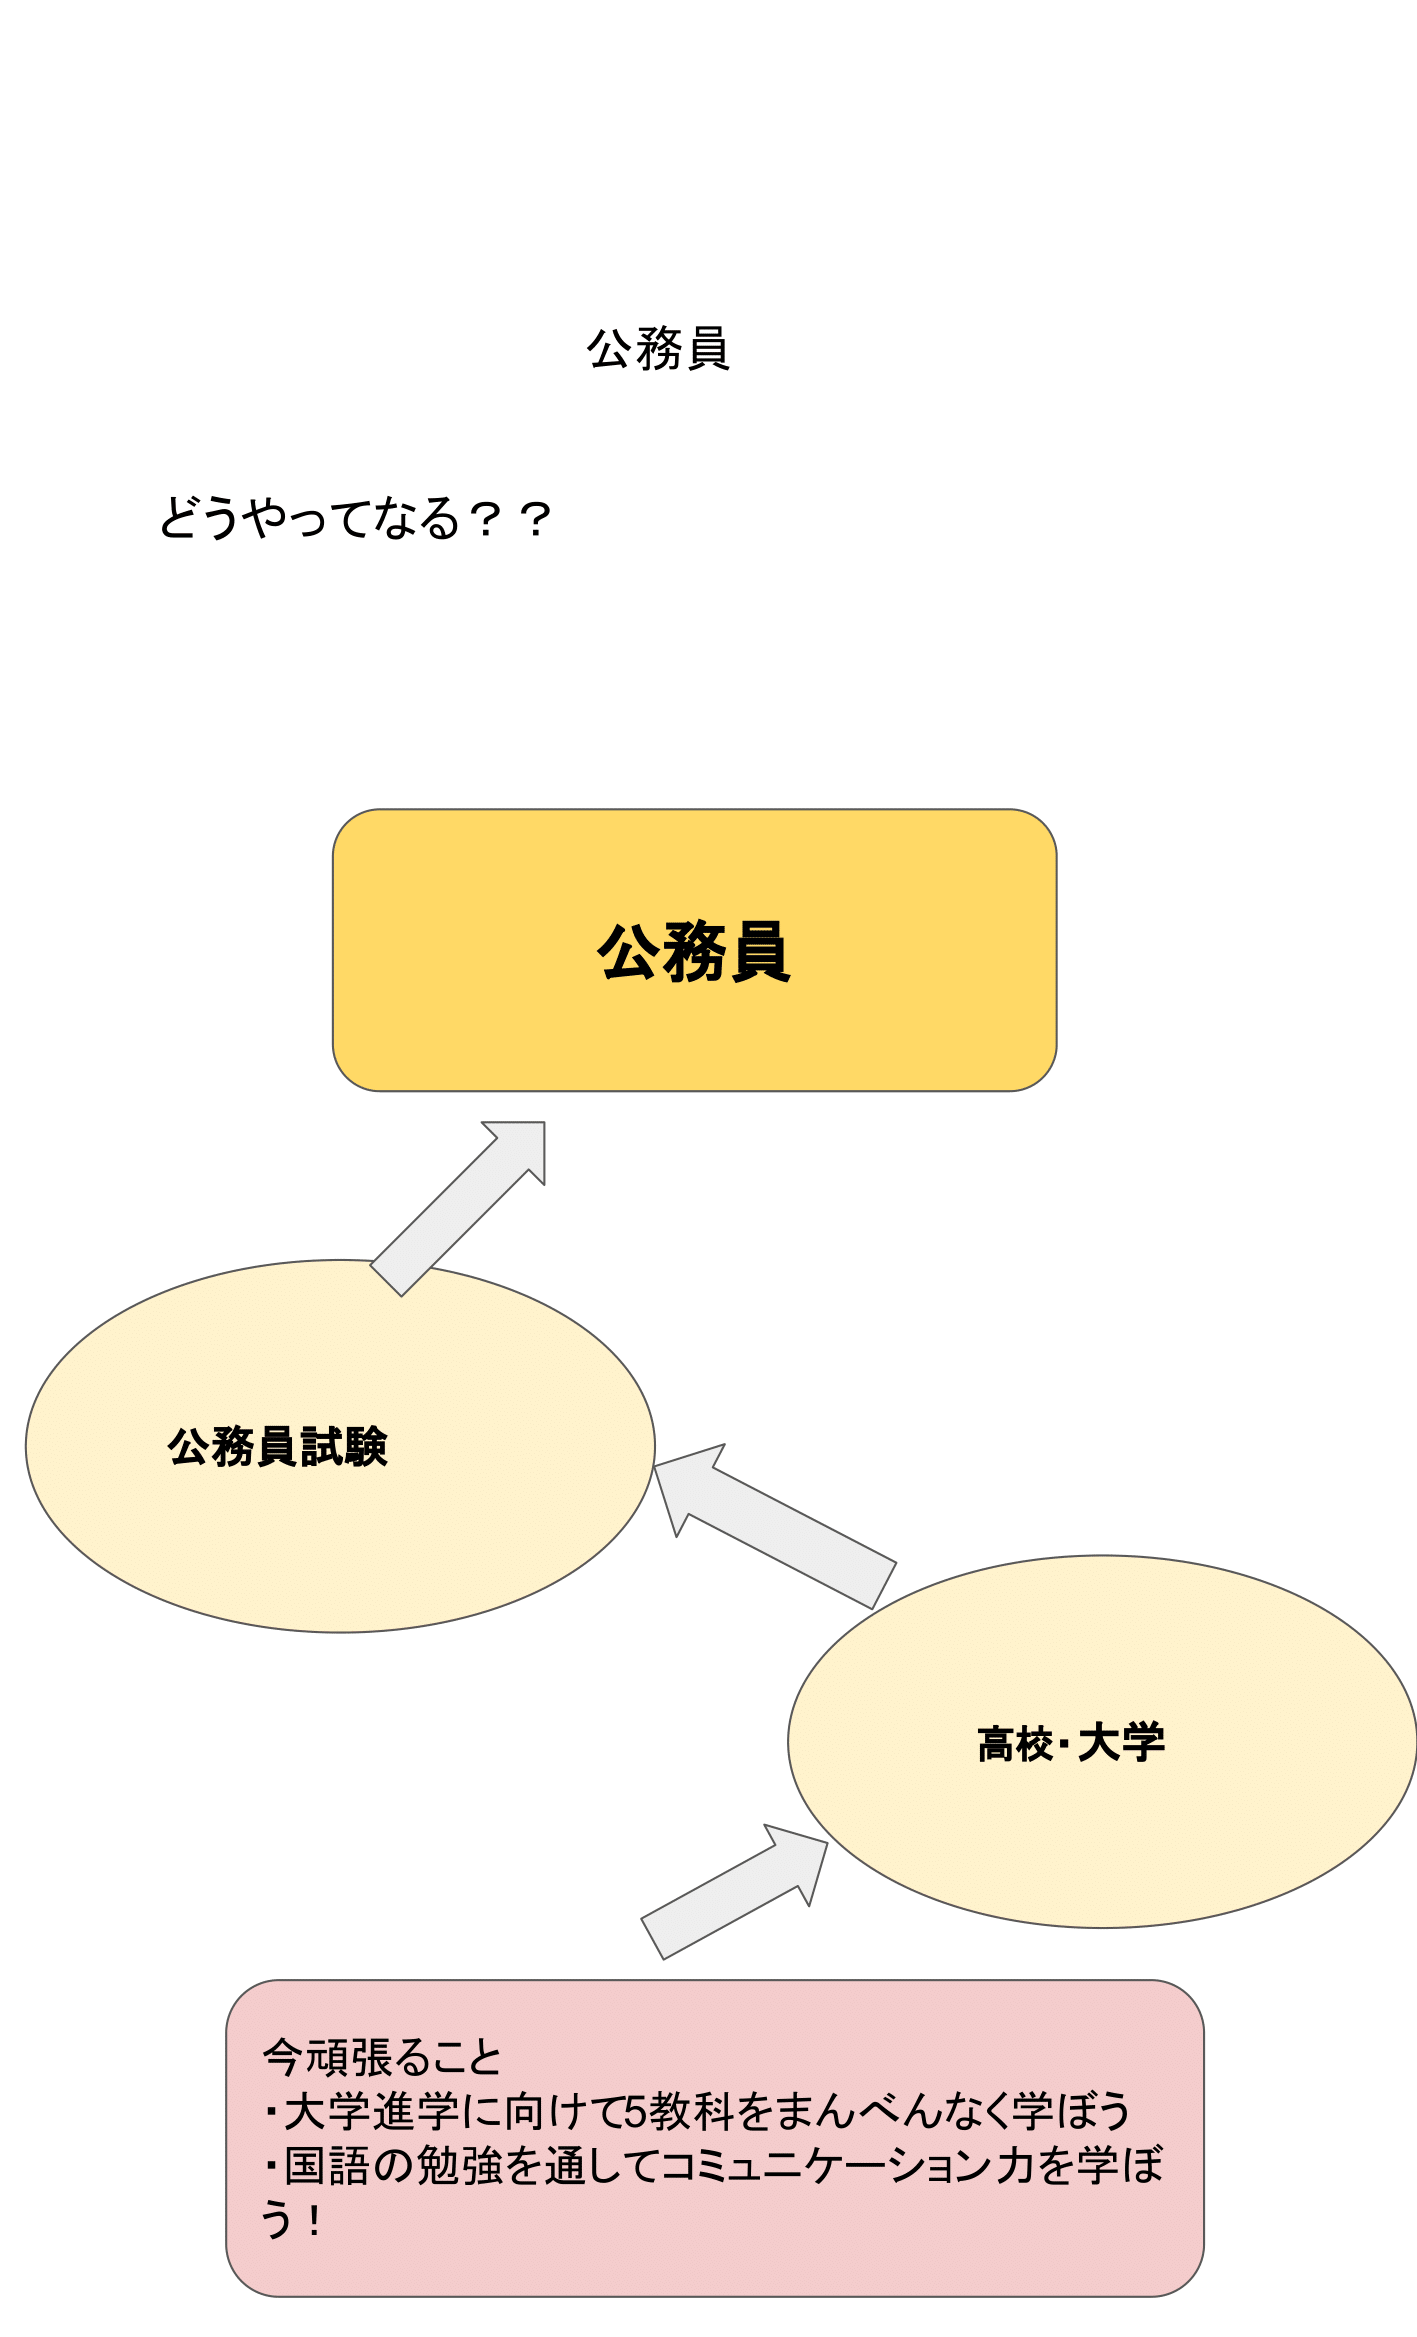 公務員
どうやってなる？？
公務員
公務員試験
高校・大学
今頑張ること
・大学進学に向けて5教科をまんべんなく学ぼう
・国語の勉強を通してコミュニケーション力を学ぼ
う！